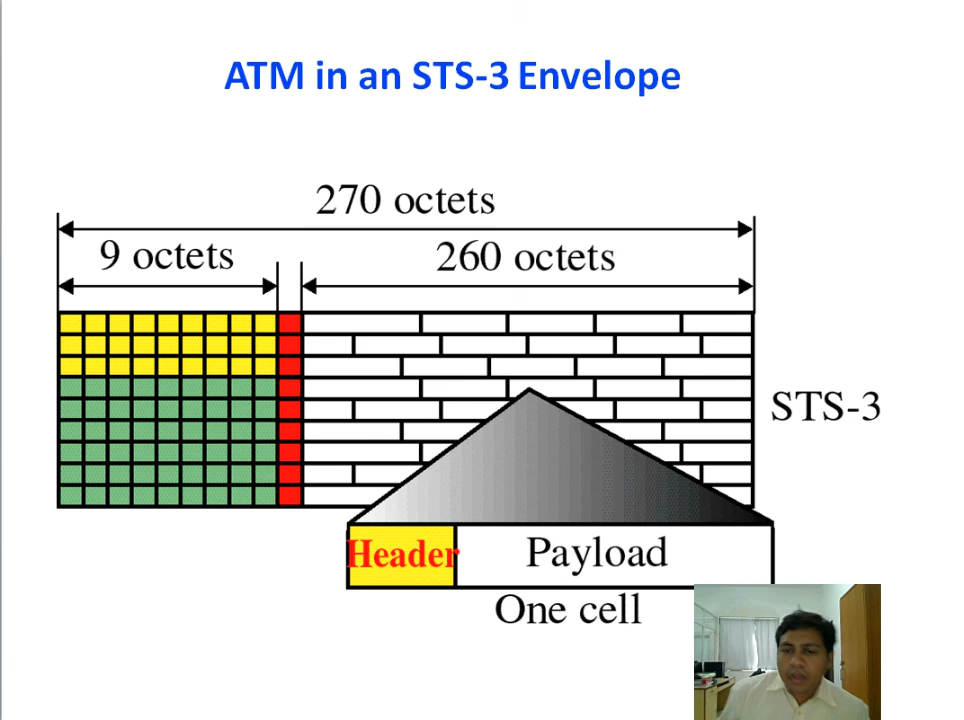 ATM in an STS-3 Envelope
270 octets
9 octets
260 octets
STS-3
Header
Payload
One cell